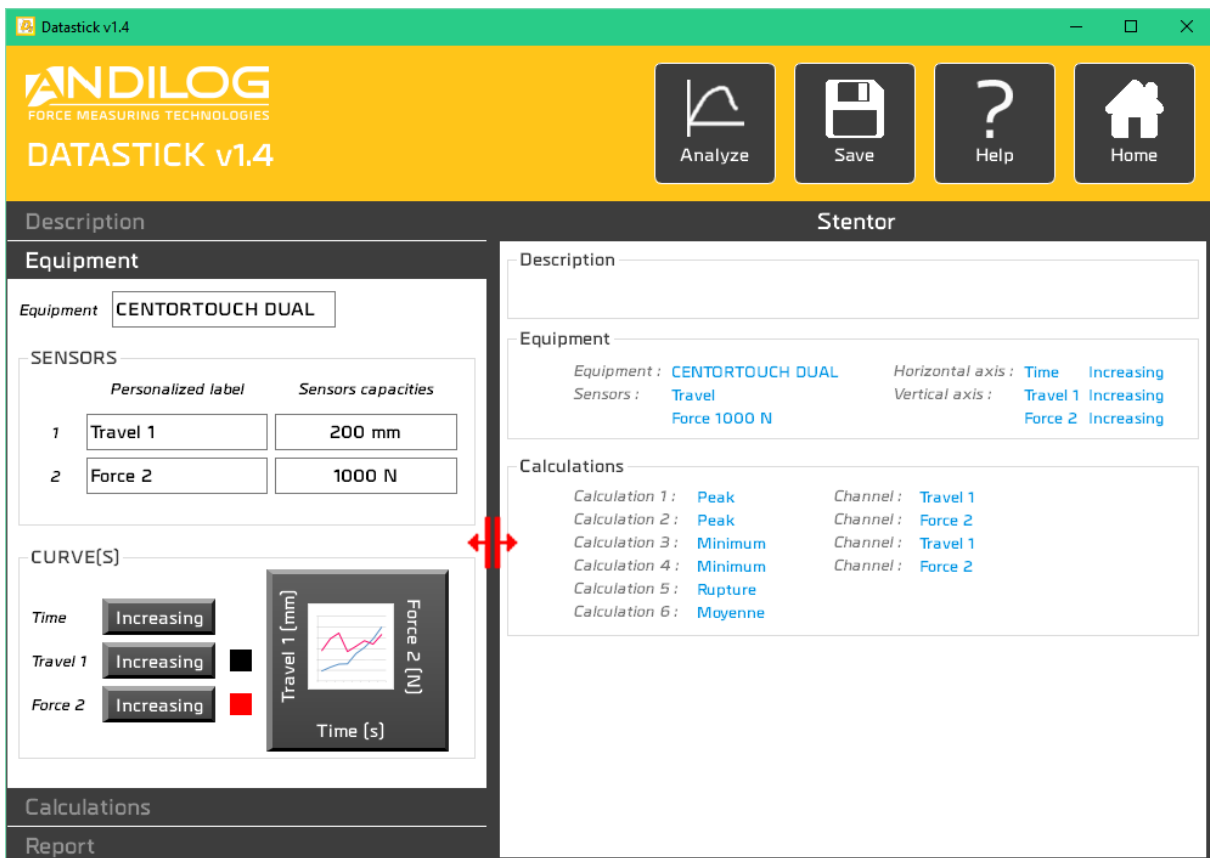 Datastick v1.4
ANDILOG
FORCE MEASURING TECHNOLOGIES
DATASTICK v1.4
Analyze
Save
?
Help
Home
Description
Equipment
Equipment CENTORTOUCH DUAL
SENSORS
Personalized label Sensors capacities
1 Travel 1 200 mm
2 Force 2 1000 N
CURVE(S)
Time Increasing
Travel 1 Increasing
Force 2 Increasing
Travel 1 (mm)
Force 2 (N)
Time (s)
Calculations
Report
Stentor
Description
Equipment
Equipment : CENTORTOUCH DUAL Horizontal axis : Time Increasing
Sensors : Travel Vertical axis : Travel 1 Increasing
Force 1000 N Force 2 Increasing
Calculations
Calculation 1 : Peak Channel : Travel 1
Calculation 2 : Peak Channel : Force 2
Calculation 3 : Minimum Channel : Travel 1
Calculation 4 : Minimum Channel : Force 2
Calculation 5 : Rupture
Calculation 6 : Moyenne